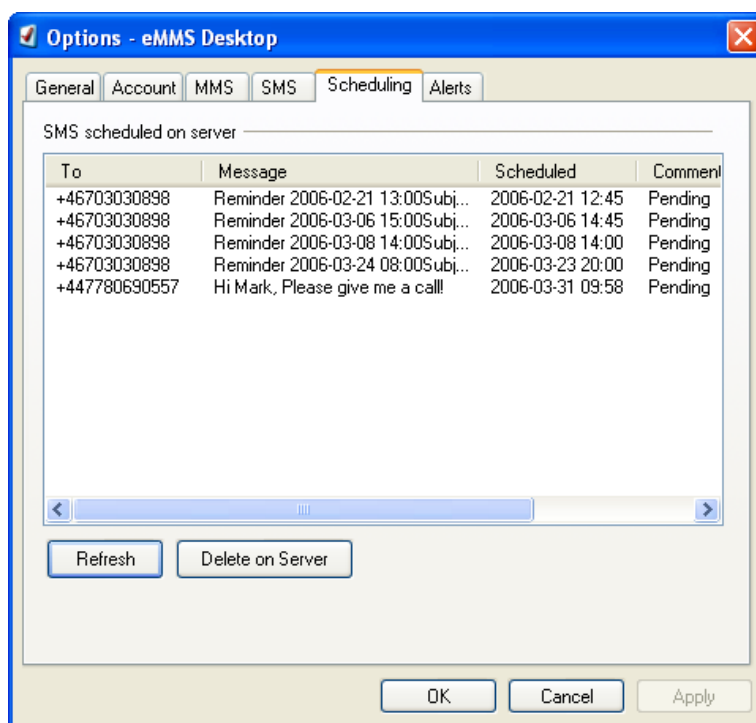 Options - eMMS Desktop
General Account MMS SMS Scheduling Alerts
SMS scheduled on server
To Message Scheduled Comment
+46703030898 Reminder 2006-02-21 13:00Subj... 2006-02-21 12:45 Pending
+46703030898 Reminder 2006-03-06 15:00Subj... 2006-03-06 14:45 Pending
+46703030898 Reminder 2006-03-08 14:00Subj... 2006-03-08 14:00 Pending
+46703030898 Reminder 2006-03-24 08:00Subj... 2006-03-23 20:00 Pending
+447780690557 Hi Mark, Please give me a call! 2006-03-31 09:58 Pending
Refresh Delete on Server
OK Cancel Apply